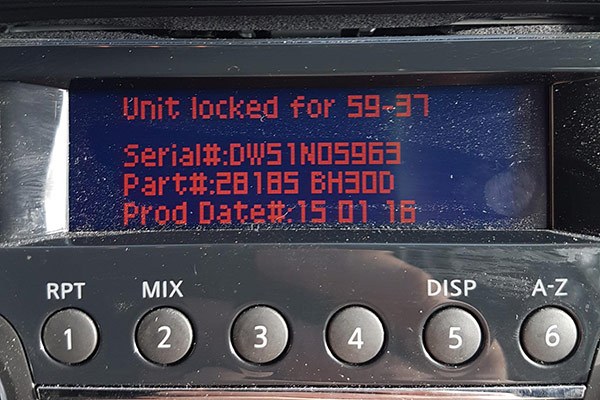 Unit locked for 59-37
Serial#:DWS1N05963
Part#:28185 BH30D
Prod Date#:15 01 16
RPT MIX DISP A-Z
1 2 3 4 5 6